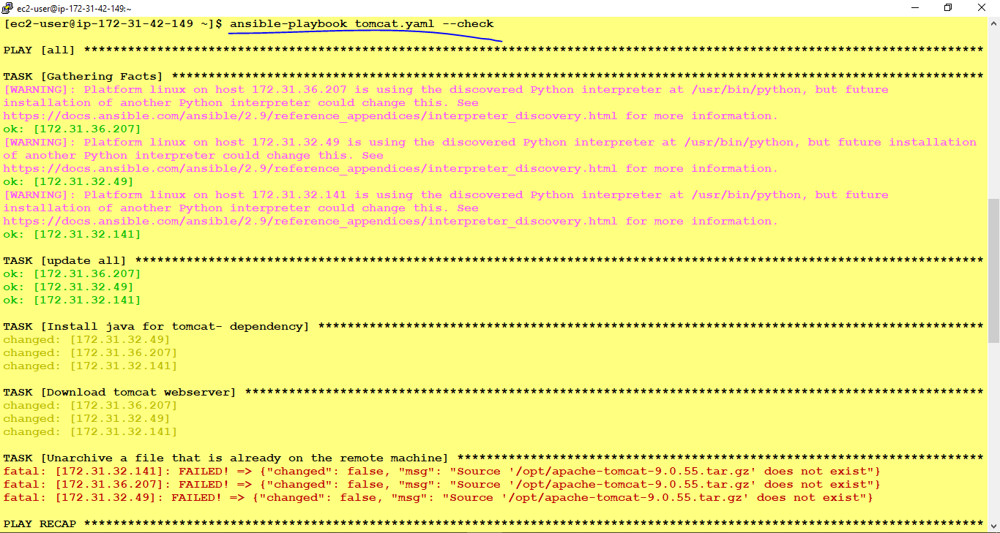 ec2-user@ip-172-31-42-149:~
[ec2-user@ip-172-31-42-149 ~]$ ansible-playbook tomcat.yaml --check
PLAY [all] ***************************************************************************************************************************
TASK [Gathering Facts] ***************************************************************************************************************
[WARNING]: Platform linux on host 172.31.36.207 is using the discovered Python interpreter at /usr/bin/python, but future
installation of another Python interpreter could change this. See
https://docs.ansible.com/ansible/2.9/reference_appendices/interpreter_discovery.html for more information.
ok: [172.31.36.207]
[WARNING]: Platform linux on host 172.31.32.49 is using the discovered Python interpreter at /usr/bin/python, but future installation
of another Python interpreter could change this. See
https://docs.ansible.com/ansible/2.9/reference_appendices/interpreter_discovery.html for more information.
ok: [172.31.32.49]
[WARNING]: Platform linux on host 172.31.32.141 is using the discovered Python interpreter at /usr/bin/python, but future
installation of another Python interpreter could change this. See
https://docs.ansible.com/ansible/2.9/reference_appendices/interpreter_discovery.html for more information.
ok: [172.31.32.141]
TASK [update all] ********************************************************************************************************************
ok: [172.31.36.207]
ok: [172.31.32.49]
ok: [172.31.32.141]
TASK [Install java for tomcat- dependency] *******************************************************************************************
changed: [172.31.32.49]
changed: [172.31.36.207]
changed: [172.31.32.141]
TASK [Download tomcat webserver] *****************************************************************************************************
changed: [172.31.36.207]
changed: [172.31.32.49]
changed: [172.31.32.141]
TASK [Unarchive a file that is already on the remote machine] ************************************************************************
fatal: [172.31.32.141]: FAILED! => {"changed": false, "msg": "Source '/opt/apache-tomcat-9.0.55.tar.gz' does not exist"}
fatal: [172.31.36.207]: FAILED! => {"changed": false, "msg": "Source '/opt/apache-tomcat-9.0.55.tar.gz' does not exist"}
fatal: [172.31.32.49]: FAILED! => {"changed": false, "msg": "Source '/opt/apache-tomcat-9.0.55.tar.gz' does not exist"}
PLAY RECAP ***************************************************************************************************************************